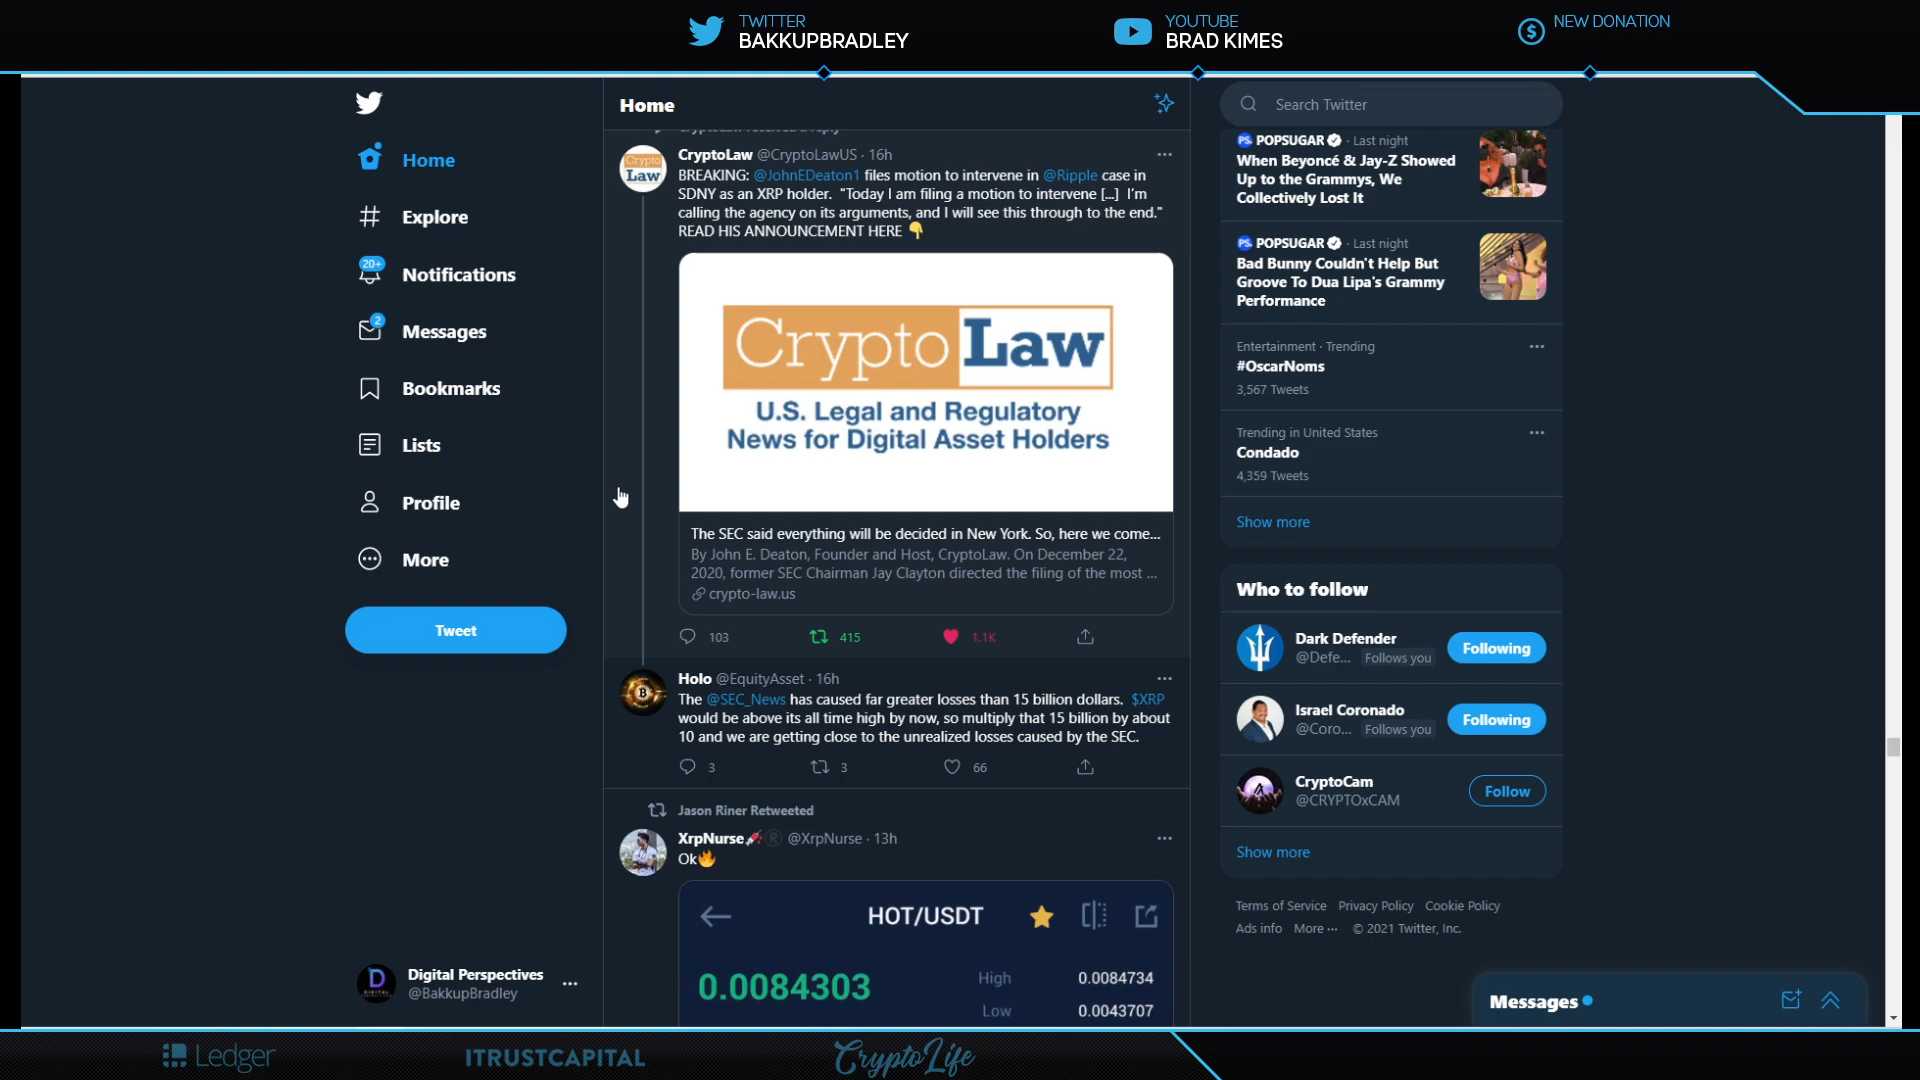 TWITTER
BAKKUPBRADLEY
YOUTUBE
BRAD KIMES
NEW DONATION
Home
Explore
20+
Notifications
2
Messages
Bookmarks
Lists
Profile
More
Tweet
Digital Perspectives
@BakkupBradley
Home
CryptoLaw @CryptoLawUS · 16h
BREAKING: @JohnEDeaton1 files motion to intervene in @Ripple case in
SDNY as an XRP holder. "Today I am filing a motion to intervene [...] I'm
calling the agency on its arguments, and I will see this through to the end."
READ HIS ANNOUNCEMENT HERE 👇
Crypto
Law
Crypto Law
U.S. Legal and Regulatory
News for Digital Asset Holders
The SEC said everything will be decided in New York. So, here we come...
By John E. Deaton, Founder and Host, CryptoLaw. On December 22,
2020, former SEC Chairman Jay Clayton directed the filing of the most ...
crypto-law.us
103 415 1.1K
Holo @EquityAsset · 16h
The @SEC_News has caused far greater losses than 15 billion dollars. $XRP
would be above its all time high by now, so multiply that 15 billion by about
10 and we are getting close to the unrealized losses caused by the SEC.
3 3 66
Jason Riner Retweeted
XrpNurse🚀® @XrpNurse · 13h
Ok🔥
HOT/USDT
0.0084303
High 0.0084734
Low 0.0043707
Search Twitter
POPSUGAR · Last night
When Beyoncé & Jay-Z Showed
Up to the Grammys, We
Collectively Lost It
POPSUGAR · Last night
Bad Bunny Couldn't Help But
Groove To Dua Lipa's Grammy
Performance
Entertainment · Trending
#OscarNoms
3,567 Tweets
Trending in United States
Condado
4,359 Tweets
Show more
Who to follow
Dark Defender
@Defe... Follows you
Following
Israel Coronado
@Coro... Follows you
Following
CryptoCam
@CRYPTOxCAM
Follow
Show more
Terms of Service Privacy Policy Cookie Policy
Ads info More ··· © 2021 Twitter, Inc.
Messages
Ledger
ITRUSTCAPITAL
CryptoLife